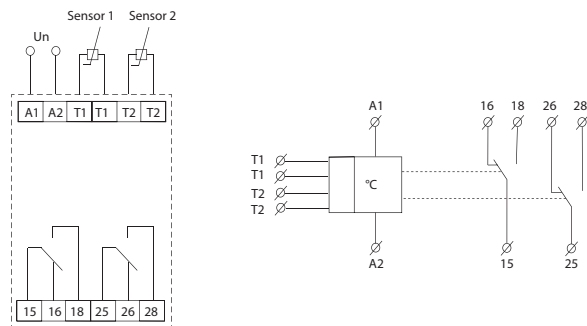 Sensor 1 Sensor 2
Un
A1 A2 T1 T1 T2 T2
15 16 18 25 26 28
A1 16 18 26 28
T1
T1
T2
T2
°C
A2 15 25